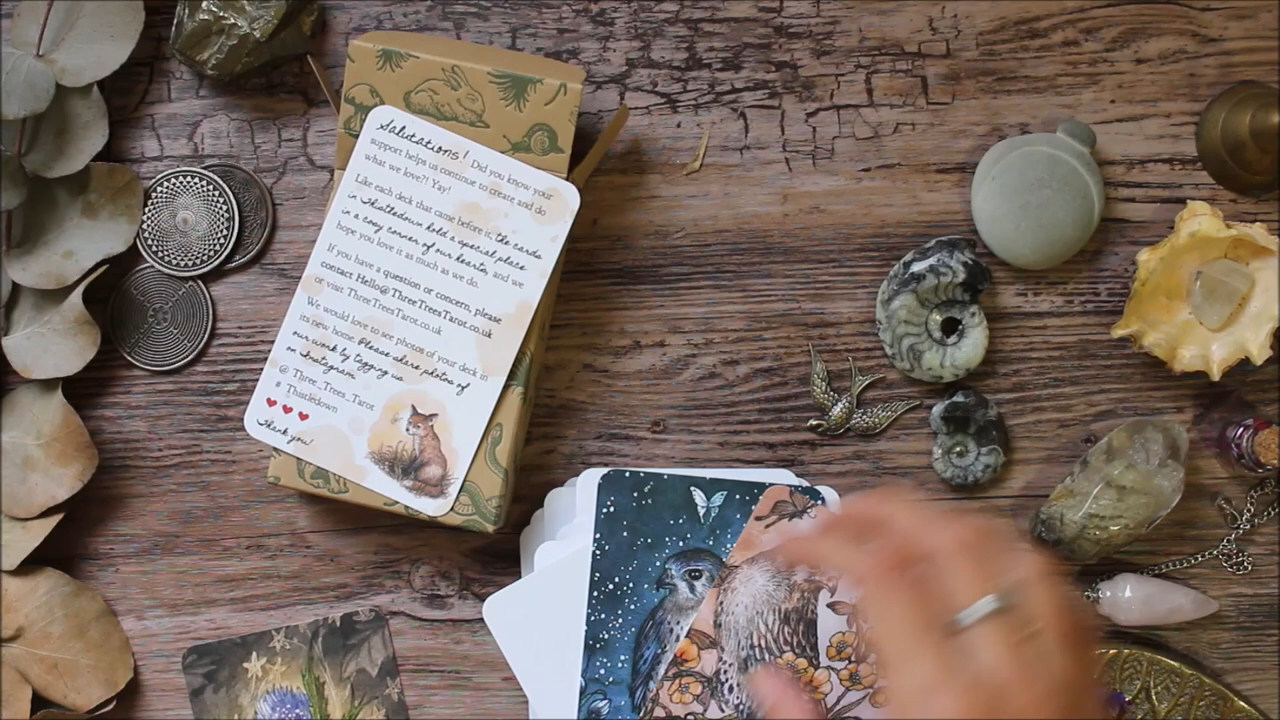 Salutations! Did you know your
support helps us continue to create and do
what we love?! Yay!
Like each deck that came before it, the cards
in Thistledown hold a special place
in a cosy corner of our hearts, and we
hope you love it as much as we do.
If you have a question or concern, please
contact Hello@ThreeTreesTarot.co.uk
or visit ThreeTreesTarot.co.uk
We would love to see photos of your deck in
its new home. Please share photos of
our work by tagging us
on Instagram
@ Three_Trees_Tarot
# Thistledown
Thank you!